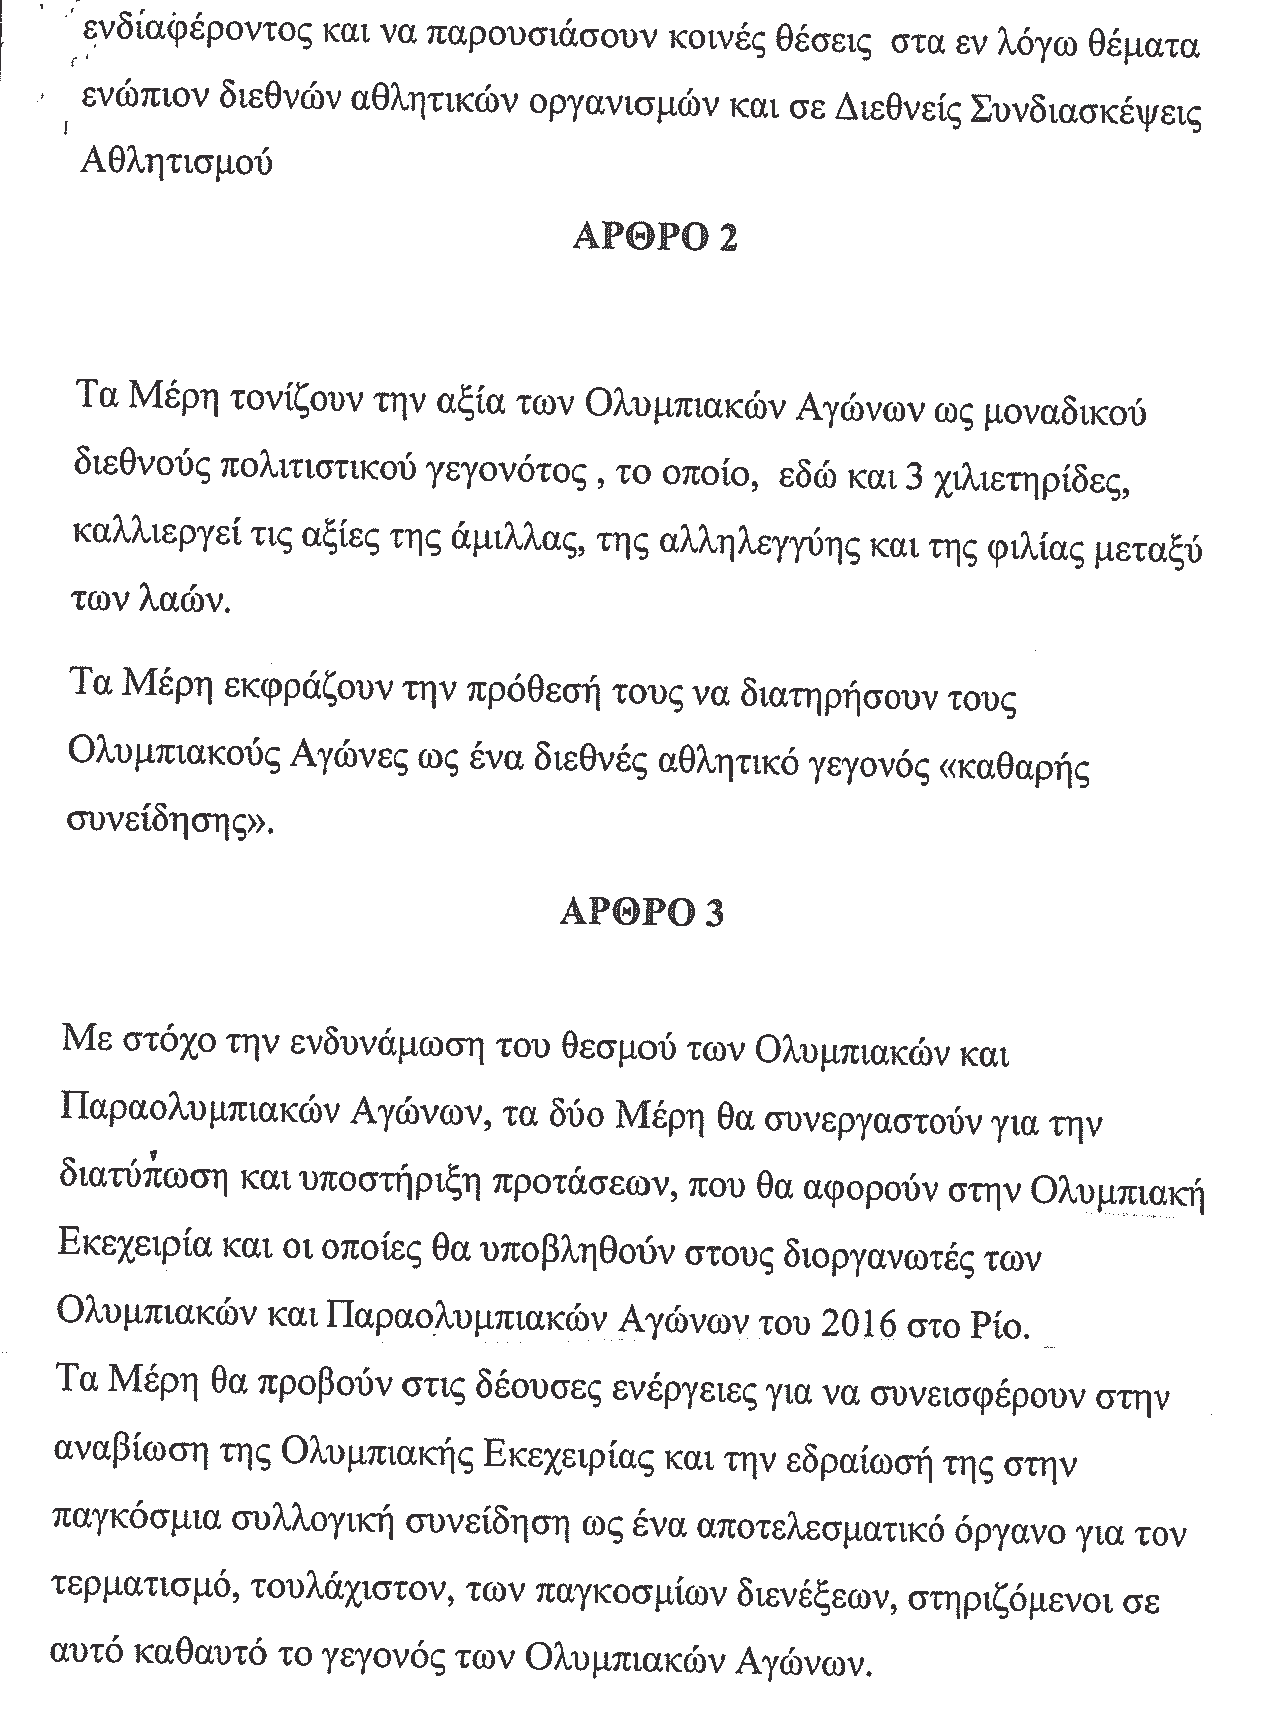 ενδιαφέροντος και να παρουσιάσουν κοινές θέσεις στα εν λόγω θέματα
ενώπιον διεθνών αθλητικών οργανισμών και σε Διεθνείς Συνδιασκέψεις
Αθλητισμού
ΑΡΘΡΟ 2
Τα Μέρη τονίζουν την αξία των Ολυμπιακών Αγώνων ως μοναδικού
διεθνούς πολιτιστικού γεγονότος , το οποίο, εδώ και 3 χιλιετηρίδες,
καλλιεργεί τις αξίες της άμιλλας, της αλληλεγγύης και της φιλίας μεταξύ
των λαών.
Τα Μέρη εκφράζουν την πρόθεσή τους να διατηρήσουν τους
Ολυμπιακούς Αγώνες ως ένα διεθνές αθλητικό γεγονός «καθαρής
συνείδησης».
ΑΡΘΡΟ 3
Με στόχο την ενδυνάμωση του θεσμού των Ολυμπιακών και
Παραολυμπιακών Αγώνων, τα δύο Μέρη θα συνεργαστούν για την
διατύπωση και υποστήριξη προτάσεων, που θα αφορούν στην Ολυμπιακή
Εκεχειρία και οι οποίες θα υποβληθούν στους διοργανωτές των
Ολυμπιακών και Παραολυμπιακών Αγώνων του 2016 στο Ρίο.
Τα Μέρη θα προβούν στις δέουσες ενέργειες για να συνεισφέρουν στην
αναβίωση της Ολυμπιακής Εκεχειρίας και την εδραίωσή της στην
παγκόσμια συλλογική συνείδηση ως ένα αποτελεσματικό όργανο για τον
τερματισμό, τουλάχιστον, των παγκοσμίων διενέξεων, στηριζόμενοι σε
αυτό καθαυτό το γεγονός των Ολυμπιακών Αγώνων.